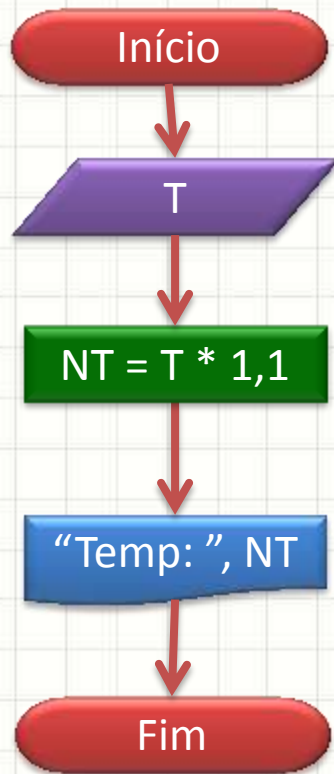 Início
T
NT = T * 1,1
“Temp: ”, NT
Fim